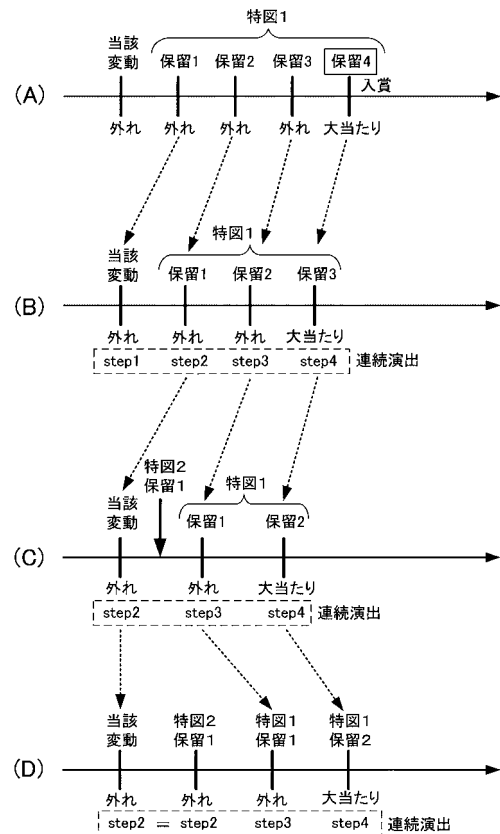 特図1
当該
変動
保留1 保留2 保留3 保留4
入賞
(A)
外れ 外れ 外れ 外れ 大当たり
特図1
当該
変動
保留1 保留2 保留3
(B)
外れ 外れ 外れ 大当たり
step1 step2 step3 step4 連続演出
特図2
保留1
特図1
当該
変動
保留1 保留2
(C)
外れ 外れ 大当たり
step2 step3 step4 連続演出
当該 特図2 特図1 特図1
変動 保留1 保留1 保留2
(D)
外れ 外れ 外れ 大当たり
step2 = step2 step3 step4 連続演出